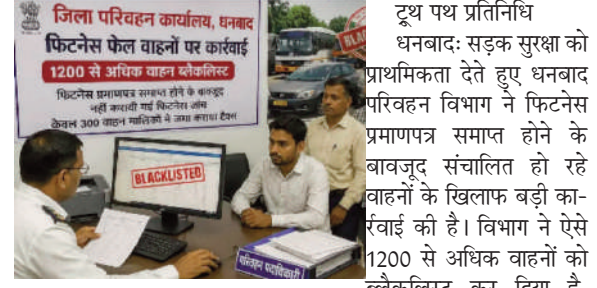 जिला परिवहन कार्यालय, धनबाद
फिटनेस फेल वाहनों पर कार्रवाई
1200 से अधिक वाहन ब्लैकलिस्ट
फिटनेस प्रमाणपत्र समाप्त होने के बावजूद
नहीं करायी गई फिटनेस जांच
केवल 300 वाहन मालिकों ने जमा कराया टैक्स
BLACKLISTED
परिवहन पदाधिकारी
ट्रूथ पथ प्रतिनिधि
धनबादः सड़क सुरक्षा को
प्राथमिकता देते हुए धनबाद
परिवहन विभाग ने फिटनेस
प्रमाणपत्र समाप्त होने के
बावजूद संचालित हो रहे
वाहनों के खिलाफ बड़ी का-
र्रवाई की है। विभाग ने ऐसे
1200 से अधिक वाहनों को